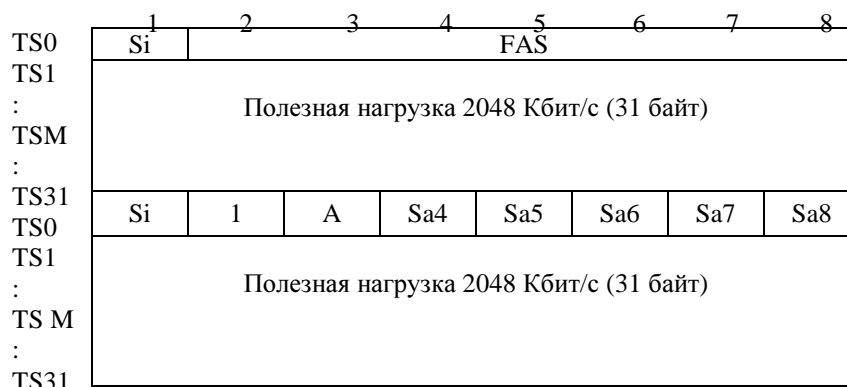 1 2 3 4 5 6 7 8
TS0 Si FAS
TS1
:
Полезная нагрузка 2048 Кбит/с (31 байт)
TSM
:
TS31
Si 1 A Sa4 Sa5 Sa6 Sa7 Sa8
TS0
TS1
:
Полезная нагрузка 2048 Кбит/с (31 байт)
TS M
:
TS31